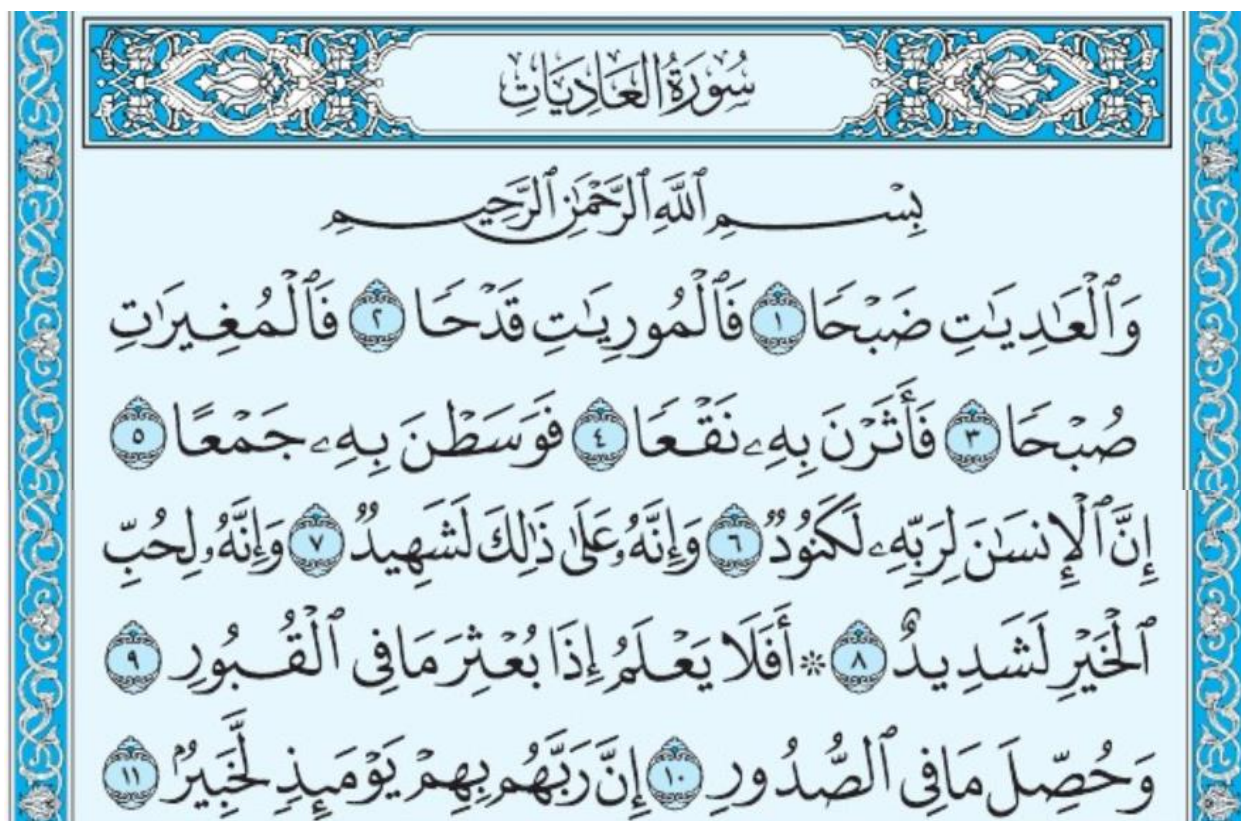 سُورَةُ العَادِيَاتِ
بِسْمِ ٱللَّهِ ٱلرَّحْمَٰنِ ٱلرَّحِيمِ
وَٱلْعَٰدِيَٰتِ ضَبْحًا ١ فَٱلْمُورِيَٰتِ قَدْحًا ٢ فَٱلْمُغِيرَٰتِ
صُبْحًا ٣ فَأَثَرْنَ بِهِۦ نَقْعًا ٤ فَوَسَطْنَ بِهِۦ جَمْعًا ٥
إِنَّ ٱلْإِنسَٰنَ لِرَبِّهِۦ لَكَنُودٌ ٦ وَإِنَّهُۥ عَلَىٰ ذَٰلِكَ لَشَهِيدٌ ٧ وَإِنَّهُۥ لِحُبِّ
ٱلْخَيْرِ لَشَدِيدٌ ٨ ۞ أَفَلَا يَعْلَمُ إِذَا بُعْثِرَ مَا فِى ٱلْقُبُورِ ٩
وَحُصِّلَ مَا فِى ٱلصُّدُورِ ١٠ إِنَّ رَبَّهُم بِهِمْ يَوْمَئِذٍ لَّخَبِيرٌۢ ١١